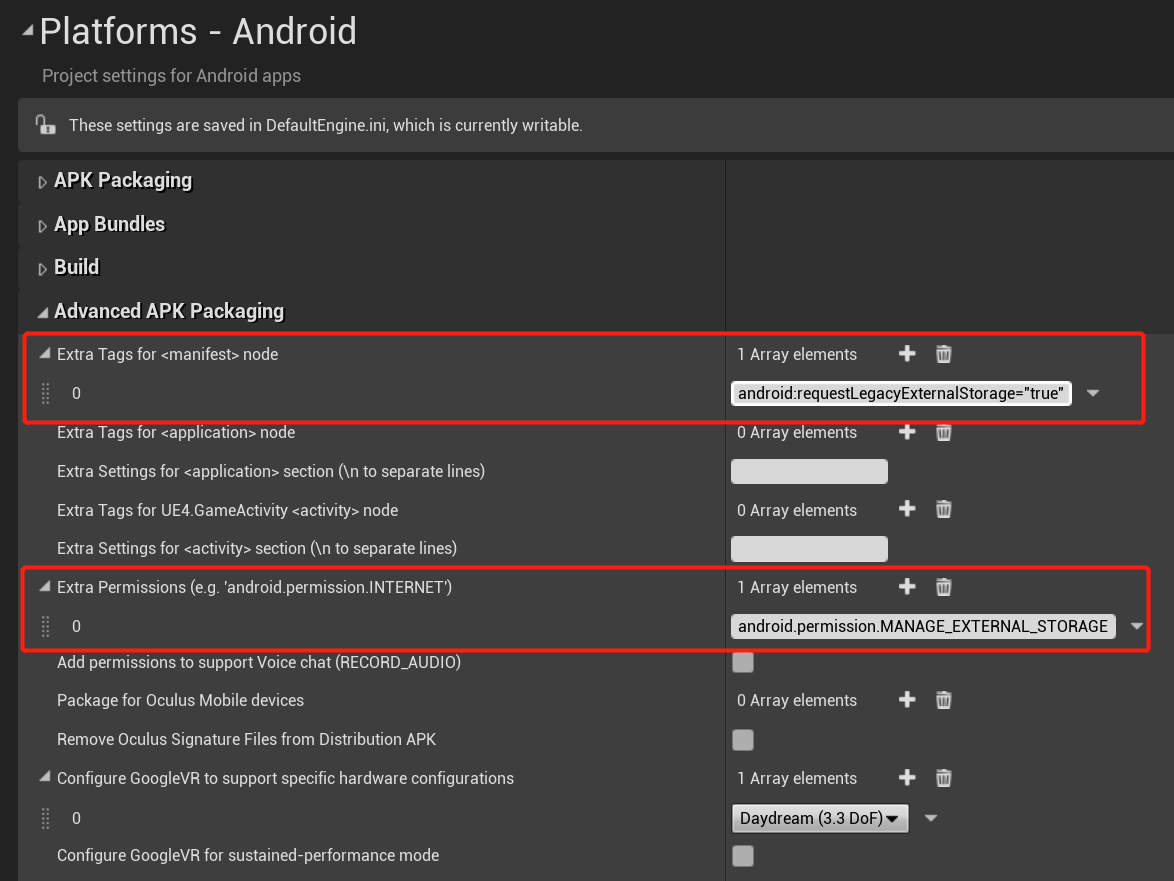 Platforms - Android
Project settings for Android apps
These settings are saved in DefaultEngine.ini, which is currently writable.
APK Packaging
App Bundles
Build
Advanced APK Packaging
Extra Tags for <manifest> node 1 Array elements
0 android:requestLegacyExternalStorage="true"
Extra Tags for <application> node 0 Array elements
Extra Settings for <application> section (\n to separate lines)
Extra Tags for UE4.GameActivity <activity> node 0 Array elements
Extra Settings for <activity> section (\n to separate lines)
Extra Permissions (e.g. 'android.permission.INTERNET') 1 Array elements
0 android.permission.MANAGE_EXTERNAL_STORAGE
Add permissions to support Voice chat (RECORD_AUDIO)
Package for Oculus Mobile devices 0 Array elements
Remove Oculus Signature Files from Distribution APK
Configure GoogleVR to support specific hardware configurations 1 Array elements
0 Daydream (3.3 DoF)
Configure GoogleVR for sustained-performance mode